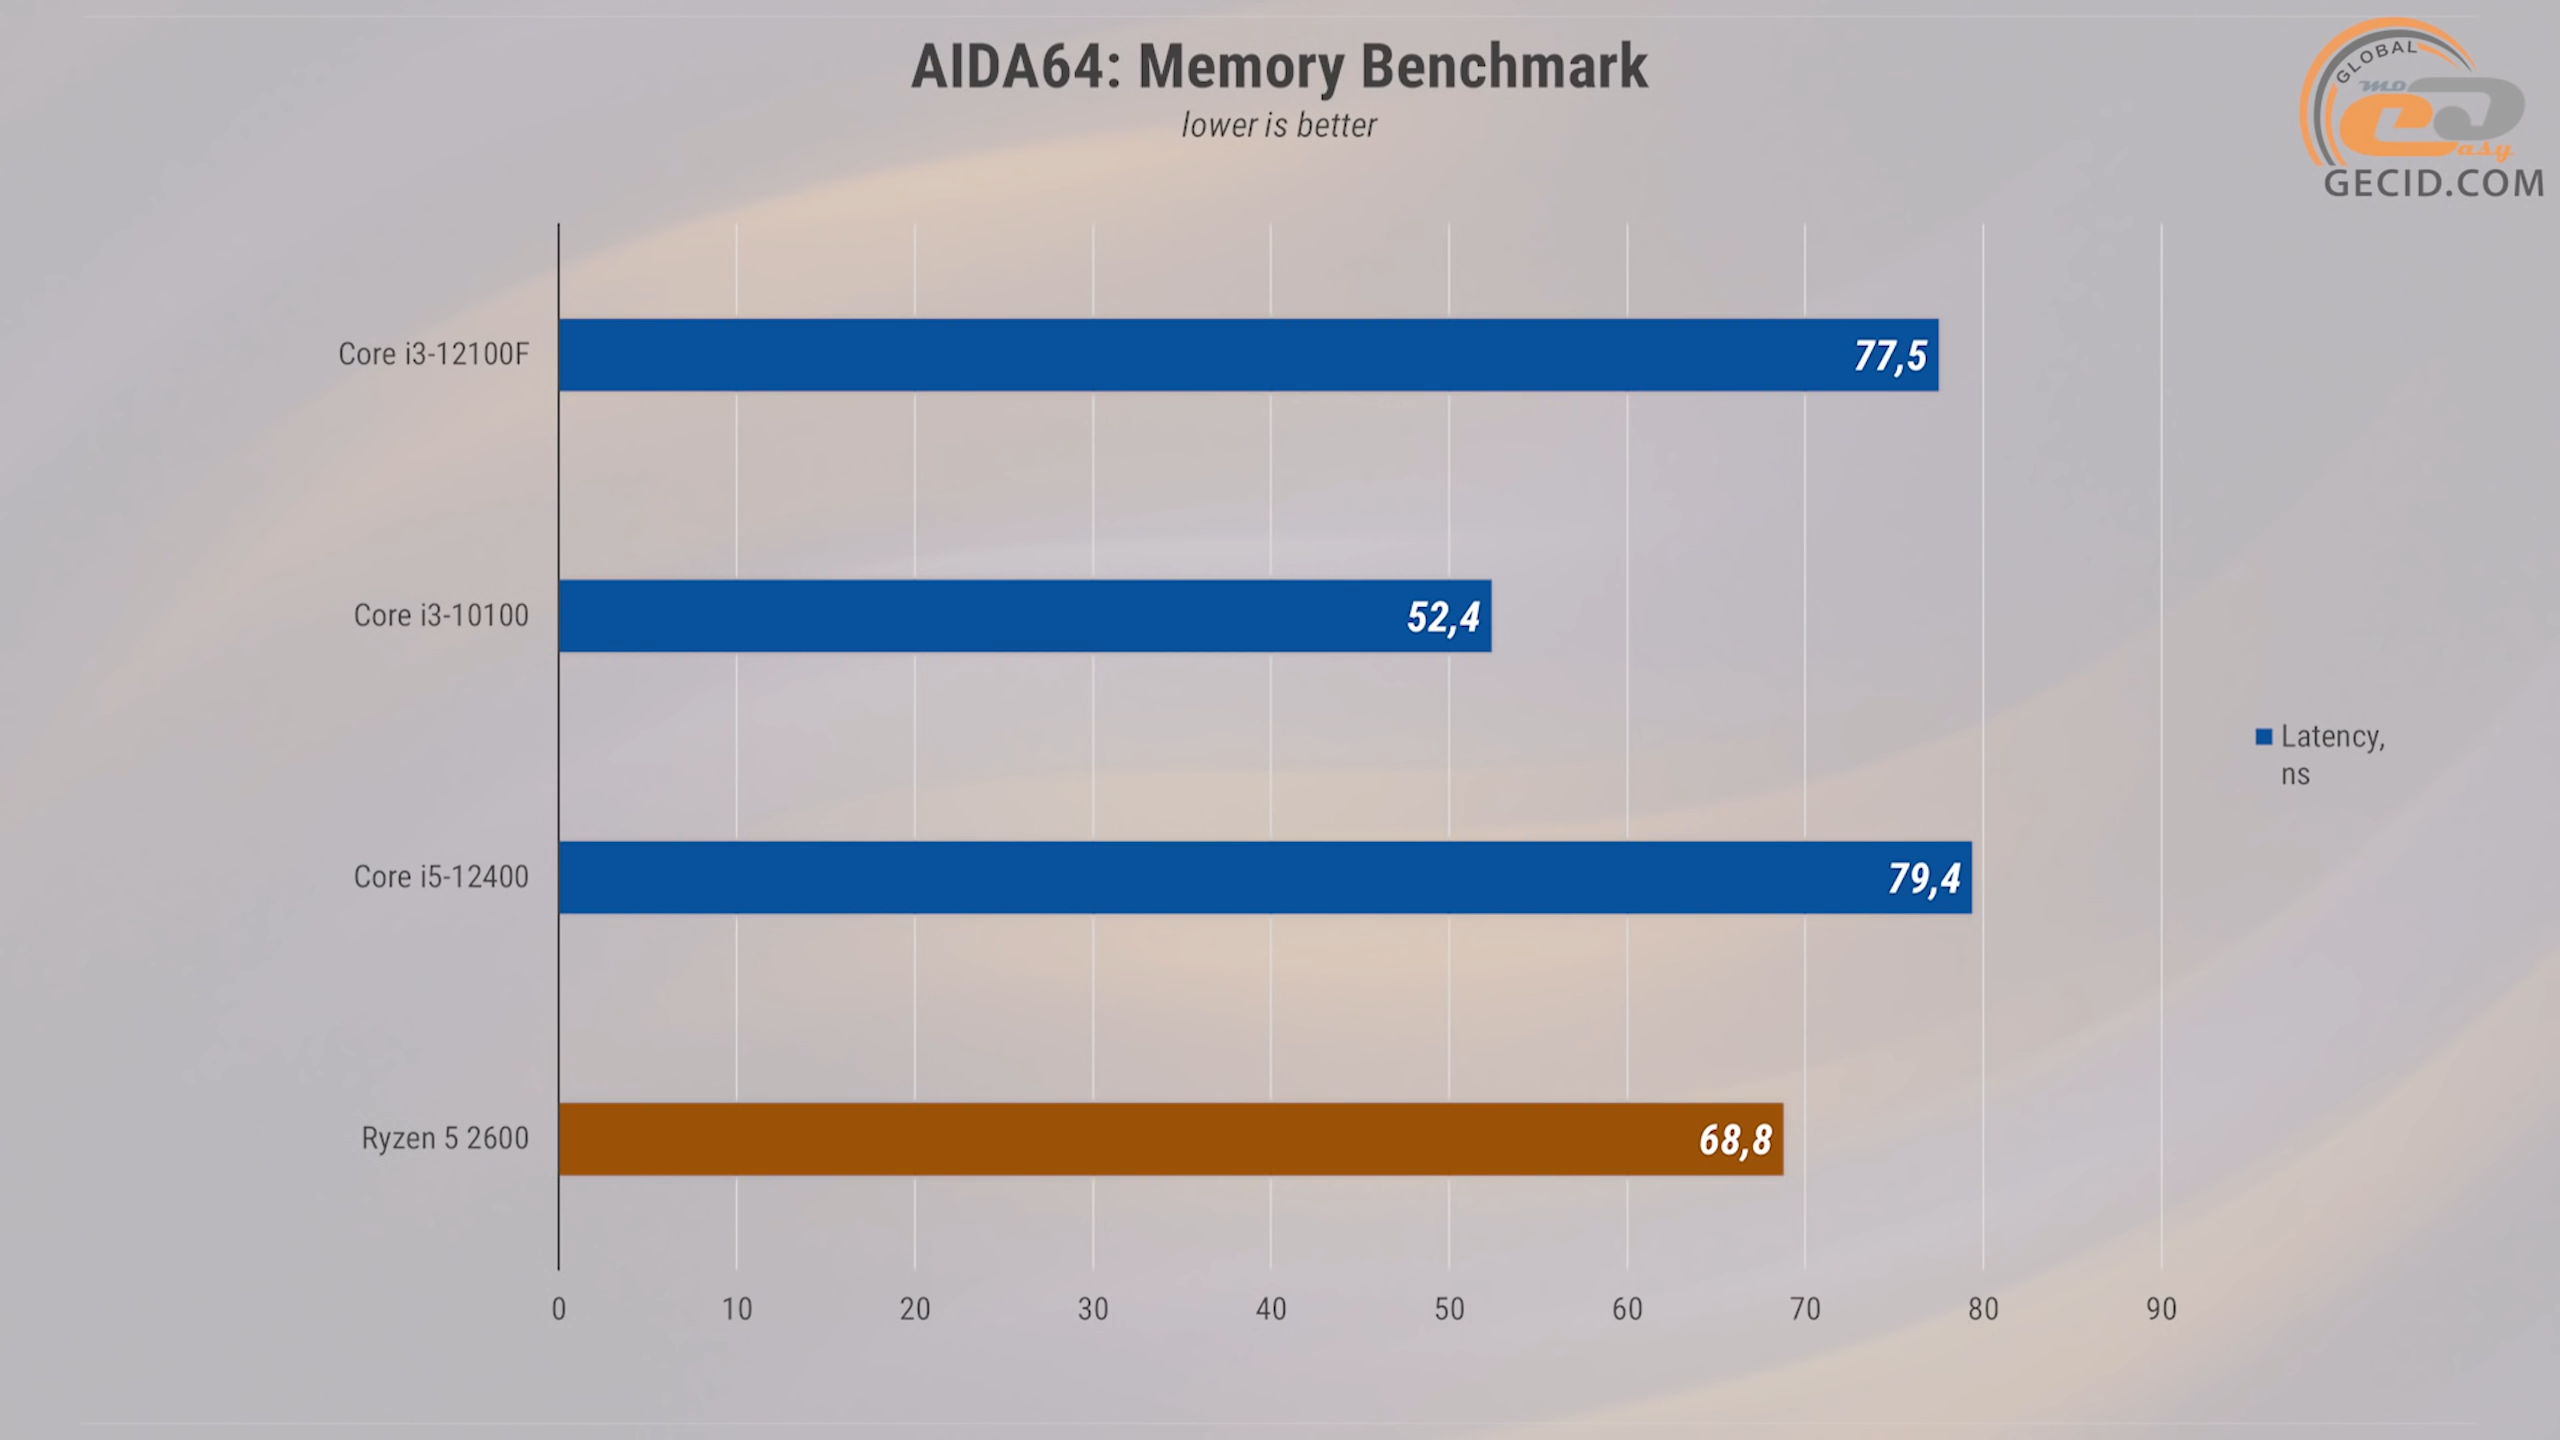 AIDA64: Memory Benchmark
lower is better
GLOBAL
mo
easy
GECID.COM
Core i3-12100F
77,5
Core i3-10100
52,4
Latency,
ns
Core i5-12400
79,4
Ryzen 5 2600
68,8
0 10 20 30 40 50 60 70 80 90